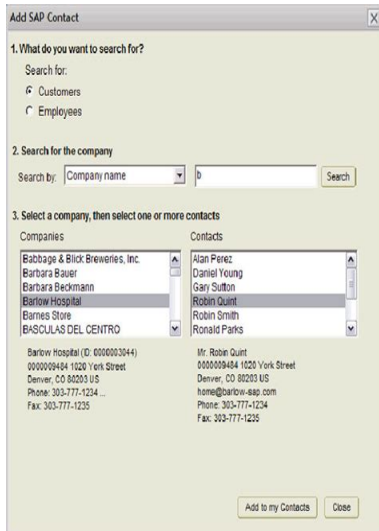 Add SAP Contact
1. What do you want to search for?
Search for:
Customers
Employees
2. Search for the company
Search by: Company name b Search
3. Select a company, then select one or more contacts
Companies Contacts
Babbage & Blick Breweries, Inc. Alan Perez
Barbara Bauer Daniel Young
Barbara Beckmann Gary Sutton
Barlow Hospital Robin Quint
Barnes Store Robin Smith
BASCULAS DEL CENTRO Ronald Parks
Barlow Hospital (ID: 0000003044) Mr. Robin Quint
0000009484 1020 York Street 0000009484 1020 York Street
Denver, CO 80203 US Denver, CO 80203 US
Phone: 303-777-1234 ... home@barlow-sap.com
Fax: 303-777-1235 Phone: 303-777-1234
Fax: 303-777-1235
Add to my Contacts Close